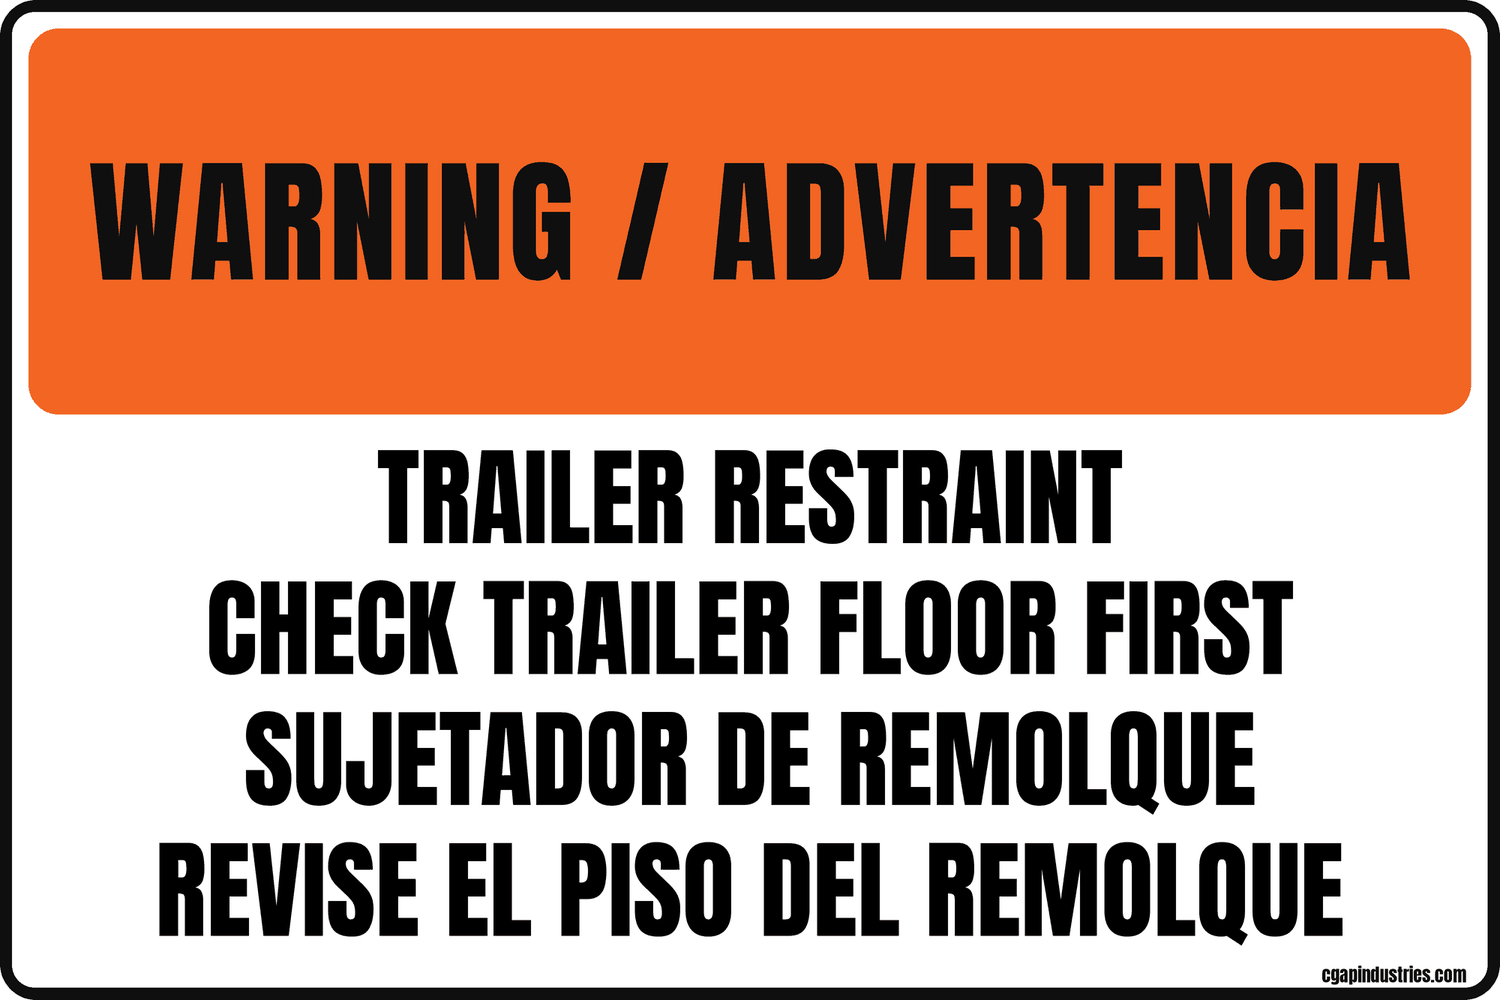 WARNING / ADVERTENCIA
TRAILER RESTRAINT
CHECK TRAILER FLOOR FIRST
SUJETADOR DE REMOLQUE
REVISE EL PISO DEL REMOLQUE
cgapindustries.com